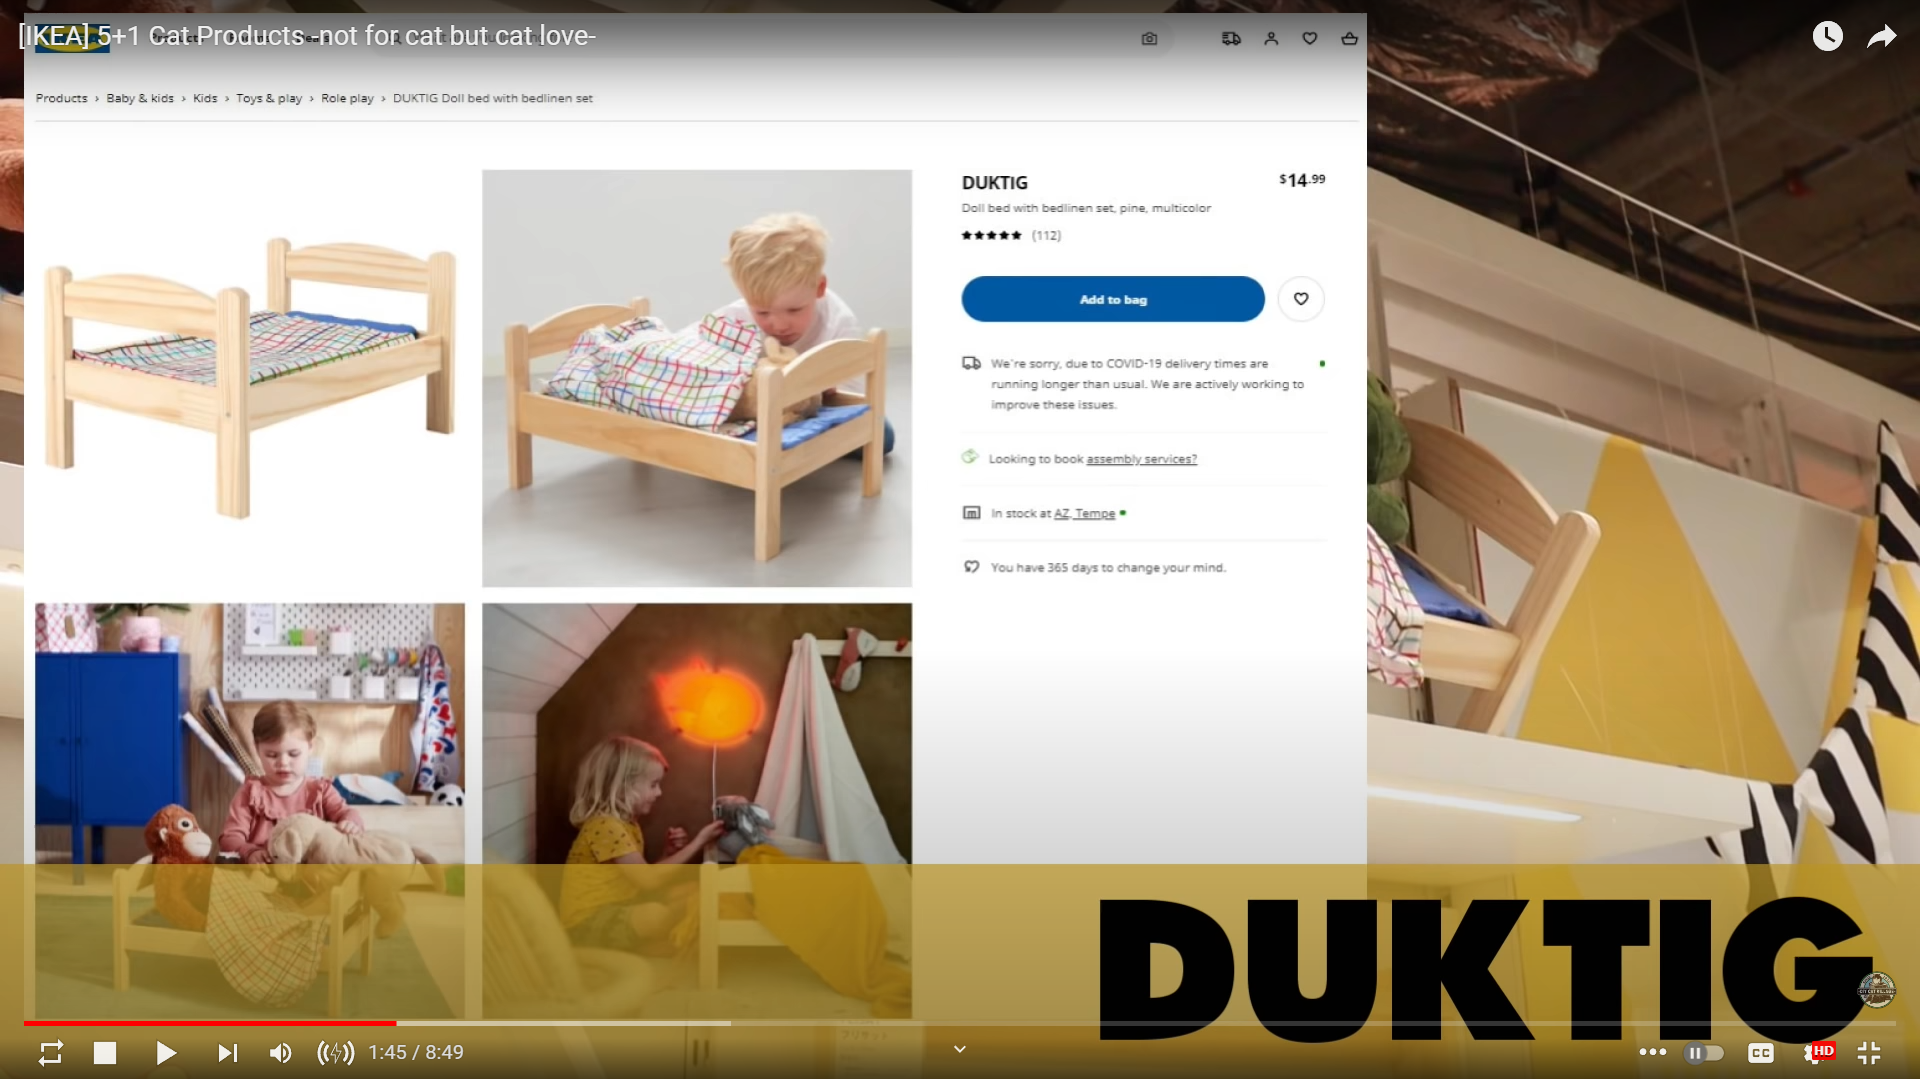 [IKEA] 5+1 Cat Products -not for cat but cat love-
Products › Baby & kids › Kids › Toys & play › Role play › DUKTIG Doll bed with bedlinen set
DUKTIG
$14.99
Doll bed with bedlinen set, pine, multicolor
(112)
Add to bag
We're sorry, due to COVID-19 delivery times are
running longer than usual. We are actively working to
improve these issues.
Looking to book assembly services?
In stock at AZ, Tempe
You have 365 days to change your mind.
DUKTIG
1:45 / 8:49
CC
HD